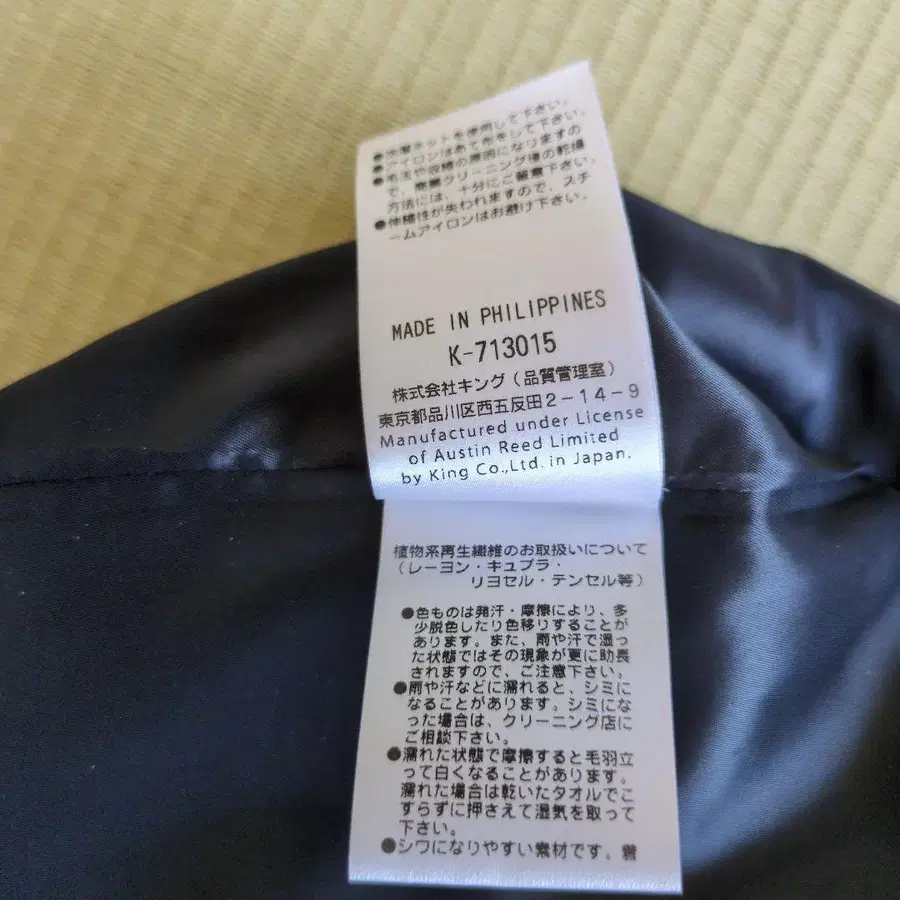 ●洗濯ネットを使用して下さい。
●アイロンはあて布をして下さい。
●毛玉や収縮の原因になりますの
で、商業クリーニング後の乾燥
方法には、十分にご留意下さい。
●伸縮性が失われますので、スチ
ームアイロンはお避け下さい。
MADE IN PHILIPPINES
K-713015
株式会社キング(品質管理室)
東京都品川区西五反田2-14-9
Manufactured under License
of Austin Reed Limited
by King Co.,Ltd. in Japan.
植物系再生繊維のお取扱いについて
(レーヨン・キュプラ・
リヨセル・テンセル等)
●色ものは発汗・摩擦により、多
少脱色したり色移りすることが
あります。また、雨や汗で湿っ
た状態ではその現象が更に助長
されますので、ご注意下さい。
●雨や汗などに濡れると、シミに
なることがあります。シミにな
った場合は、クリーニング店に
ご相談下さい。
●濡れた状態で摩擦すると毛羽立
って白くなることがあります。
濡れた場合は乾いたタオルでこ
すらずに押さえて湿気を取って
下さい。
●シワになりやすい素材です。着